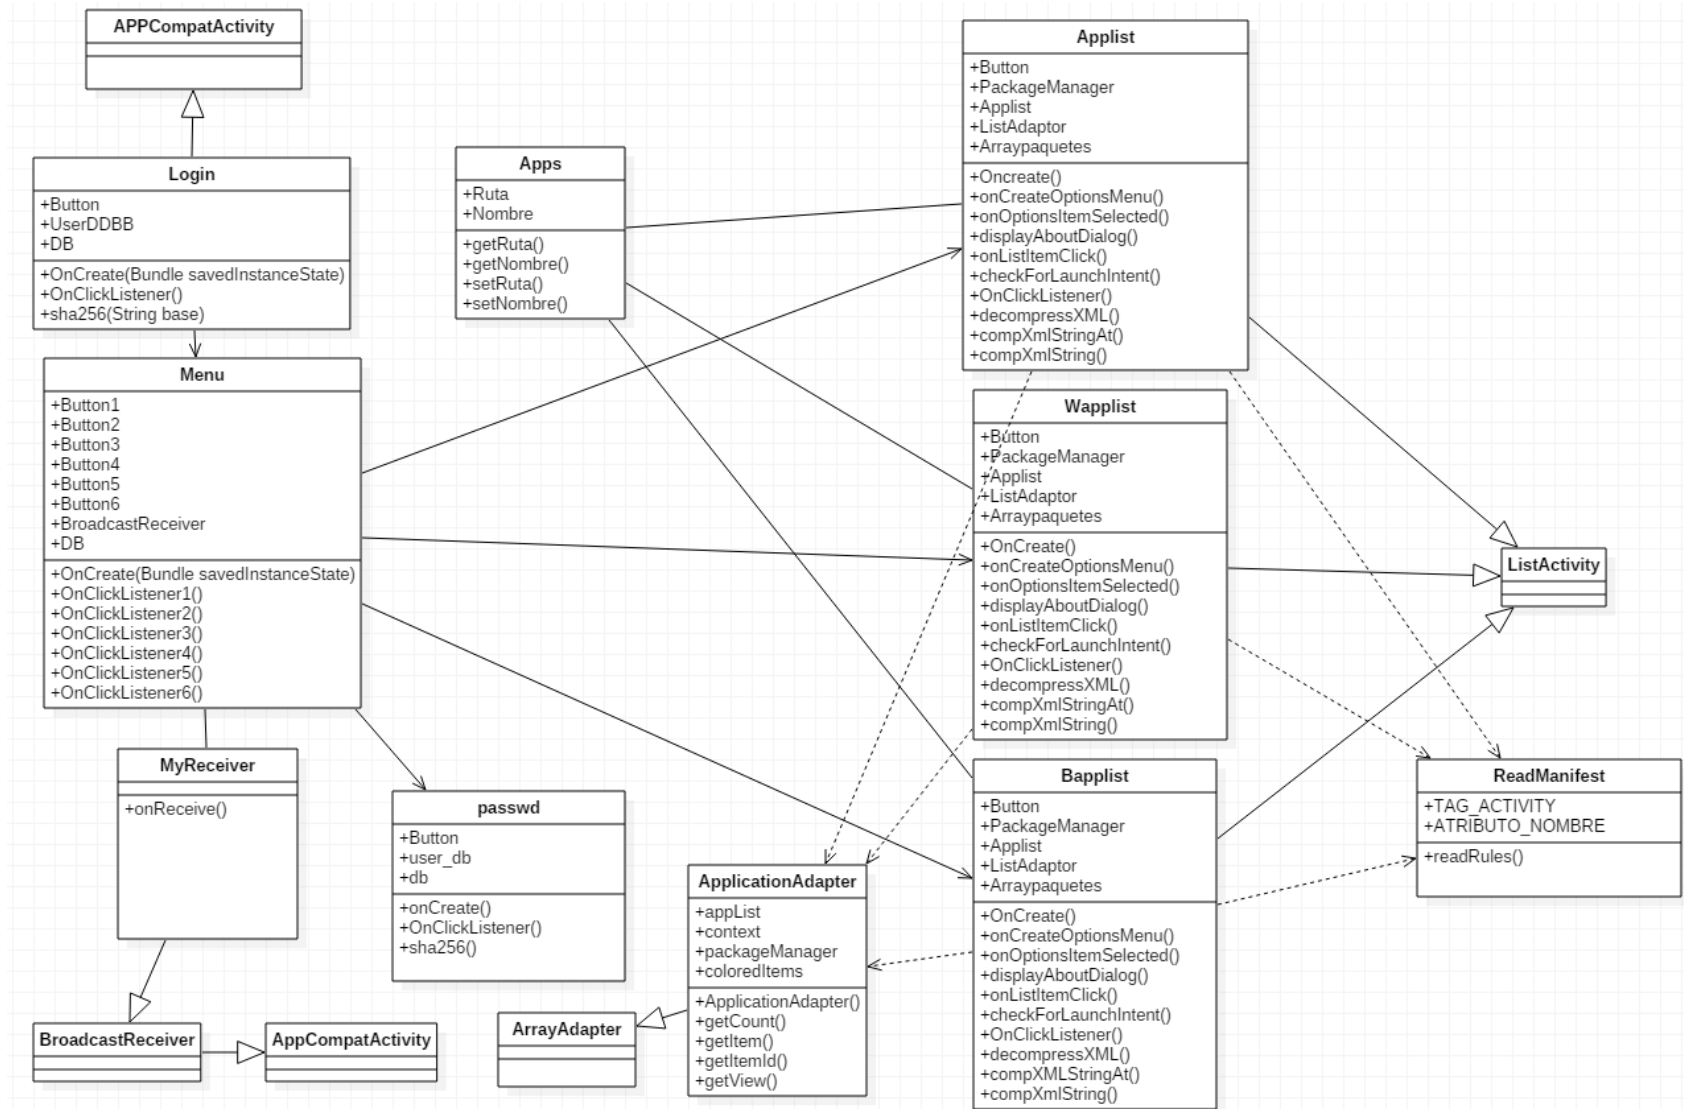 APPCompatActivity
Login
+Button
+UserDDBB
+DB
+OnCreate(Bundle savedInstanceState)
+OnClickListener()
+sha256(String base)
Menu
+Button1
+Button2
+Button3
+Button4
+Button5
+Button6
+BroadcastReceiver
+DB
+OnCreate(Bundle savedInstanceState)
+OnClickListener1()
+OnClickListener2()
+OnClickListener3()
+OnClickListener4()
+OnClickListener5()
+OnClickListener6()
MyReceiver
+onReceive()
BroadcastReceiver
AppCompatActivity
Apps
+Ruta
+Nombre
+getRuta()
+getNombre()
+setRuta()
+setNombre()
passwd
+Button
+user_db
+db
+onCreate()
+OnClickListener()
+sha256()
ArrayAdapter
ApplicationAdapter
+appList
+context
+packageManager
+coloredItems
+ApplicationAdapter()
+getCount()
+getItem()
+getItemId()
+getView()
Applist
+Button
+PackageManager
+Applist
+ListAdaptor
+Arraypaquetes
+Oncreate()
+onCreateOptionsMenu()
+onOptionsItemSelected()
+displayAboutDialog()
+onListItemClick()
+checkForLaunchIntent()
+OnClickListener()
+decompressXML()
+compXmlStringAt()
+compXmlString()
Wapplist
+Button
+PackageManager
+Applist
+ListAdaptor
+Arraypaquetes
+OnCreate()
+onCreateOptionsMenu()
+onOptionsItemSelected()
+displayAboutDialog()
+onListItemClick()
+checkForLaunchIntent()
+OnClickListener()
+decompressXML()
+compXmlStringAt()
+compXmlString()
Bapplist
+Button
+PackageManager
+Applist
+ListAdaptor
+Arraypaquetes
+OnCreate()
+onCreateOptionsMenu()
+onOptionsItemSelected()
+displayAboutDialog()
+onListItemClick()
+checkForLaunchIntent()
+OnClickListener()
+decompressXML()
+compXMLStringAt()
+compXmlString()
ListActivity
ReadManifest
+TAG_ACTIVITY
+ATRIBUTO_NOMBRE
+readRules()